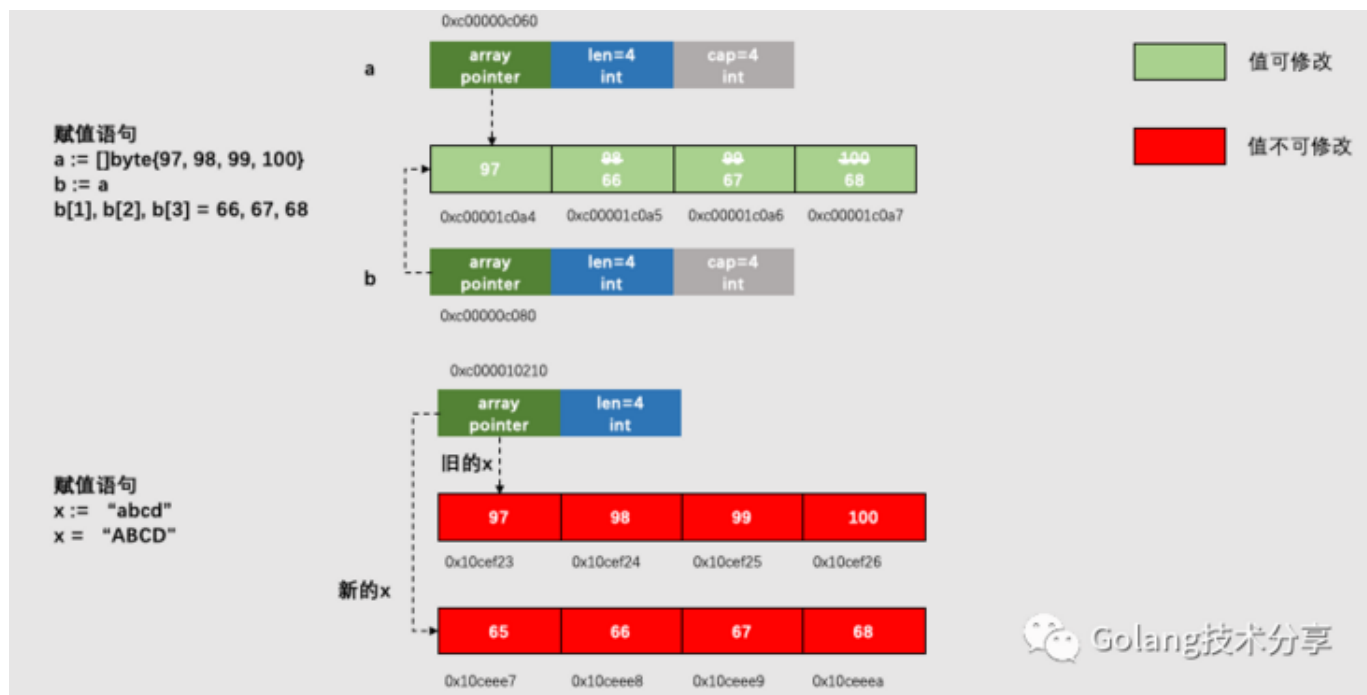 0xc00000c060
a
array pointer
len=4 int
cap=4 int
值可修改
值不可修改
赋值语句
a := []byte{97, 98, 99, 100}
b := a
b[1], b[2], b[3] = 66, 67, 68
97
98 66
99 67
100 68
0xc00001c0a4
0xc00001c0a5
0xc00001c0a6
0xc00001c0a7
b
array pointer
len=4 int
cap=4 int
0xc00000c080
0xc000010210
array pointer
len=4 int
旧的x
赋值语句
x := “abcd”
x = “ABCD”
97
98
99
100
0x10cef23
0x10cef24
0x10cef25
0x10cef26
新的x
65
66
67
68
0x10ceee7
0x10ceee8
0x10ceee9
0x10ceeea
Golang技术分享